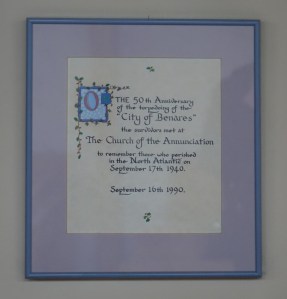 ON THE 50th Anniversary
of the torpedoing of the
"City of Benares"
the survivors met at
The Church of the Annunciation
to remember those who perished
in the North Atlantic on
September 17th 1940.
September 16th 1990.